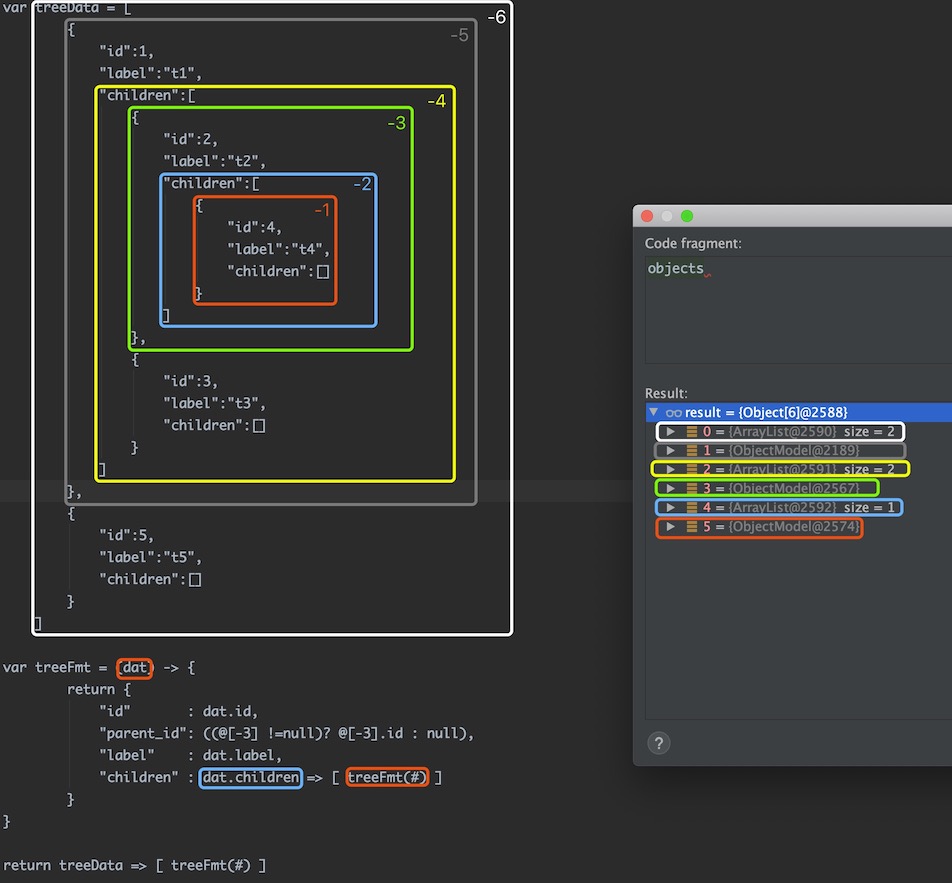 var treeData = [
-6
{
-5
"id":1,
"label":"t1",
"children":[
-4
{
-3
"id":2,
"label":"t2",
"children":[
-2
{
-1
"id":4,
"label":"t4",
"children":[]
}
]
},
{
"id":3,
"label":"t3",
"children":[]
}
]
},
{
"id":5,
"label":"t5",
"children":[]
}
]
var treeFmt = (dat) -> {
return {
"id" : dat.id,
"parent_id": ((@[-3] !=null)? @[-3].id : null),
"label" : dat.label,
"children" : dat.children => [ treeFmt(#) ]
}
}
return treeData => [ treeFmt(#) ]
Code fragment:
objects
Result:
result = {Object[6]@2588}
0 = {ArrayList@2590} size = 2
1 = {ObjectModel@2189}
2 = {ArrayList@2591} size = 2
3 = {ObjectModel@2567}
4 = {ArrayList@2592} size = 1
5 = {ObjectModel@2574}
?